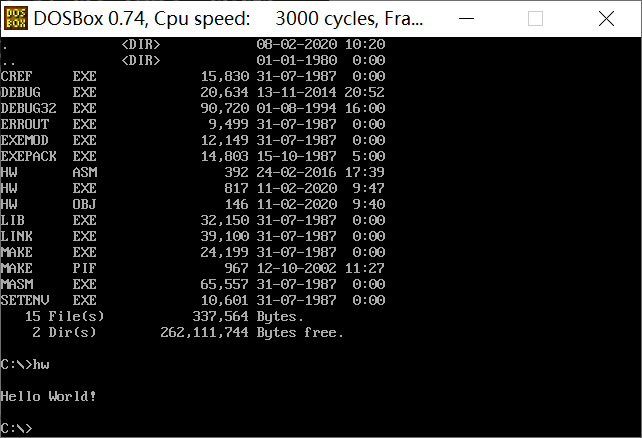 DOS BOX DOSBox 0.74, Cpu speed: 3000 cycles, Fra...
. <DIR> 08-02-2020 10:20
.. <DIR> 01-01-1980 0:00
CREF EXE 15,830 31-07-1987 0:00
DEBUG EXE 20,634 13-11-2014 20:52
DEBUG32 EXE 90,720 01-08-1994 16:00
ERROUT EXE 9,499 31-07-1987 0:00
EXEMOD EXE 12,149 31-07-1987 0:00
EXEPACK EXE 14,803 15-10-1987 5:00
HW ASM 392 24-02-2016 17:39
HW EXE 817 11-02-2020 9:47
HW OBJ 146 11-02-2020 9:40
LIB EXE 32,150 31-07-1987 0:00
LINK EXE 39,100 31-07-1987 0:00
MAKE EXE 24,199 31-07-1987 0:00
MAKE PIF 967 12-10-2002 11:27
MASM EXE 65,557 31-07-1987 0:00
SETENV EXE 10,601 31-07-1987 0:00
15 File(s) 337,564 Bytes.
2 Dir(s) 262,111,744 Bytes free.
C:\>hw
Hello World!
C:\>